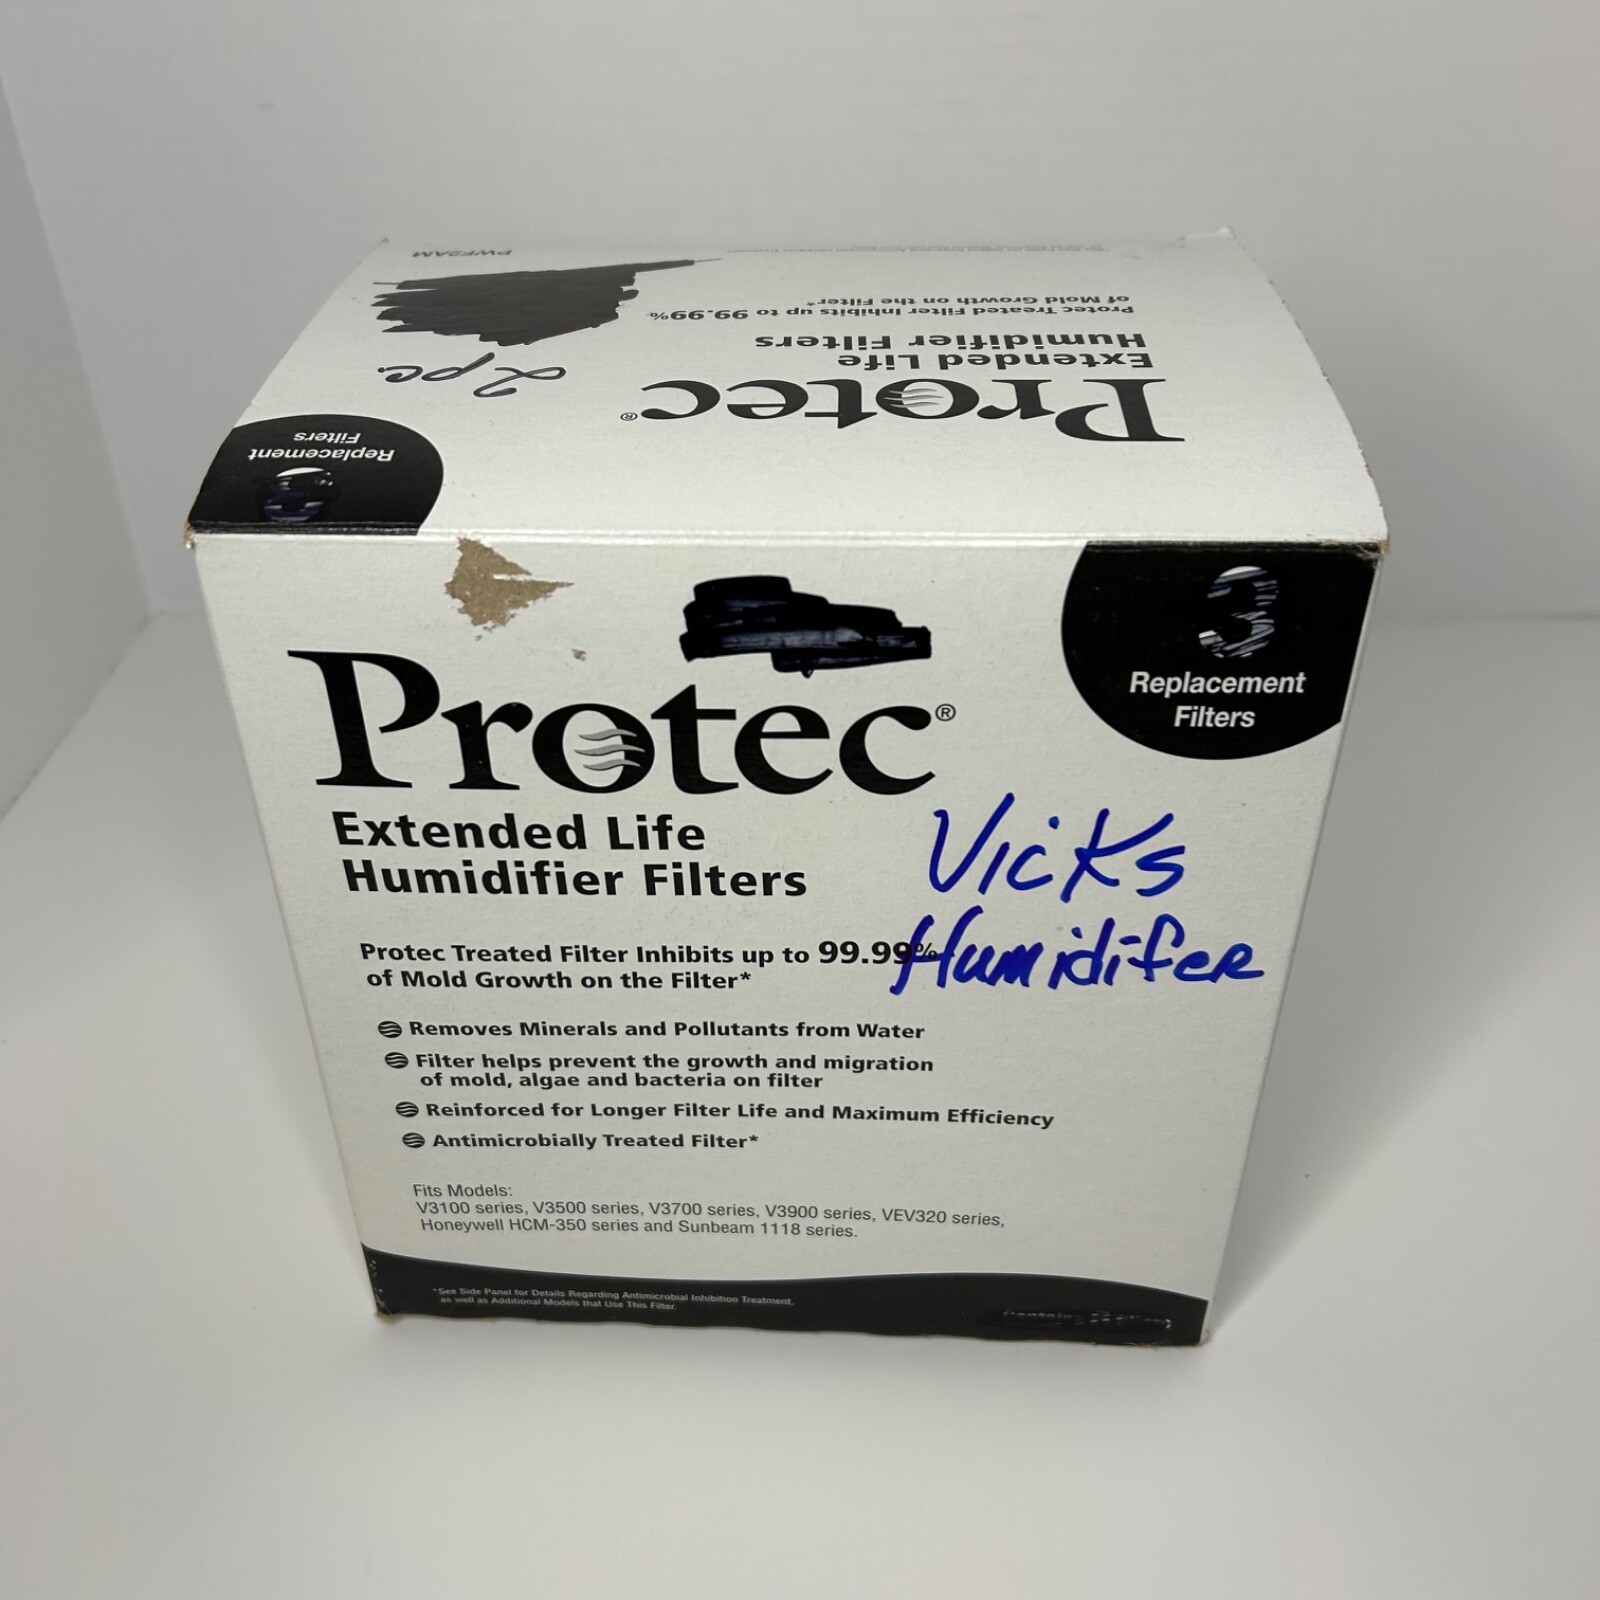 PWF2AM
of Mold Growth on the Filter*
Protec Treated Filter Inhibits up to 99.99%
Humidifier Filters
Extended Life
Protec®
2 pc.
Replacement
Filters
3
Replacement
Filters
Protec®
Extended Life
Humidifier Filters
Vicks
Humidifer
Protec Treated Filter Inhibits up to 99.99%
of Mold Growth on the Filter*
Removes Minerals and Pollutants from Water
Filter helps prevent the growth and migration
of mold, algae and bacteria on filter
Reinforced for Longer Filter Life and Maximum Efficiency
Antimicrobially Treated Filter*
Fits Models:
V3100 series, V3500 series, V3700 series, V3900 series, VEV320 series,
Honeywell HCM-350 series and Sunbeam 1118 series.
*See Side Panel for Details Regarding Antimicrobial Inhibition Treatment,
as well as Additional Models that Use This Filter.